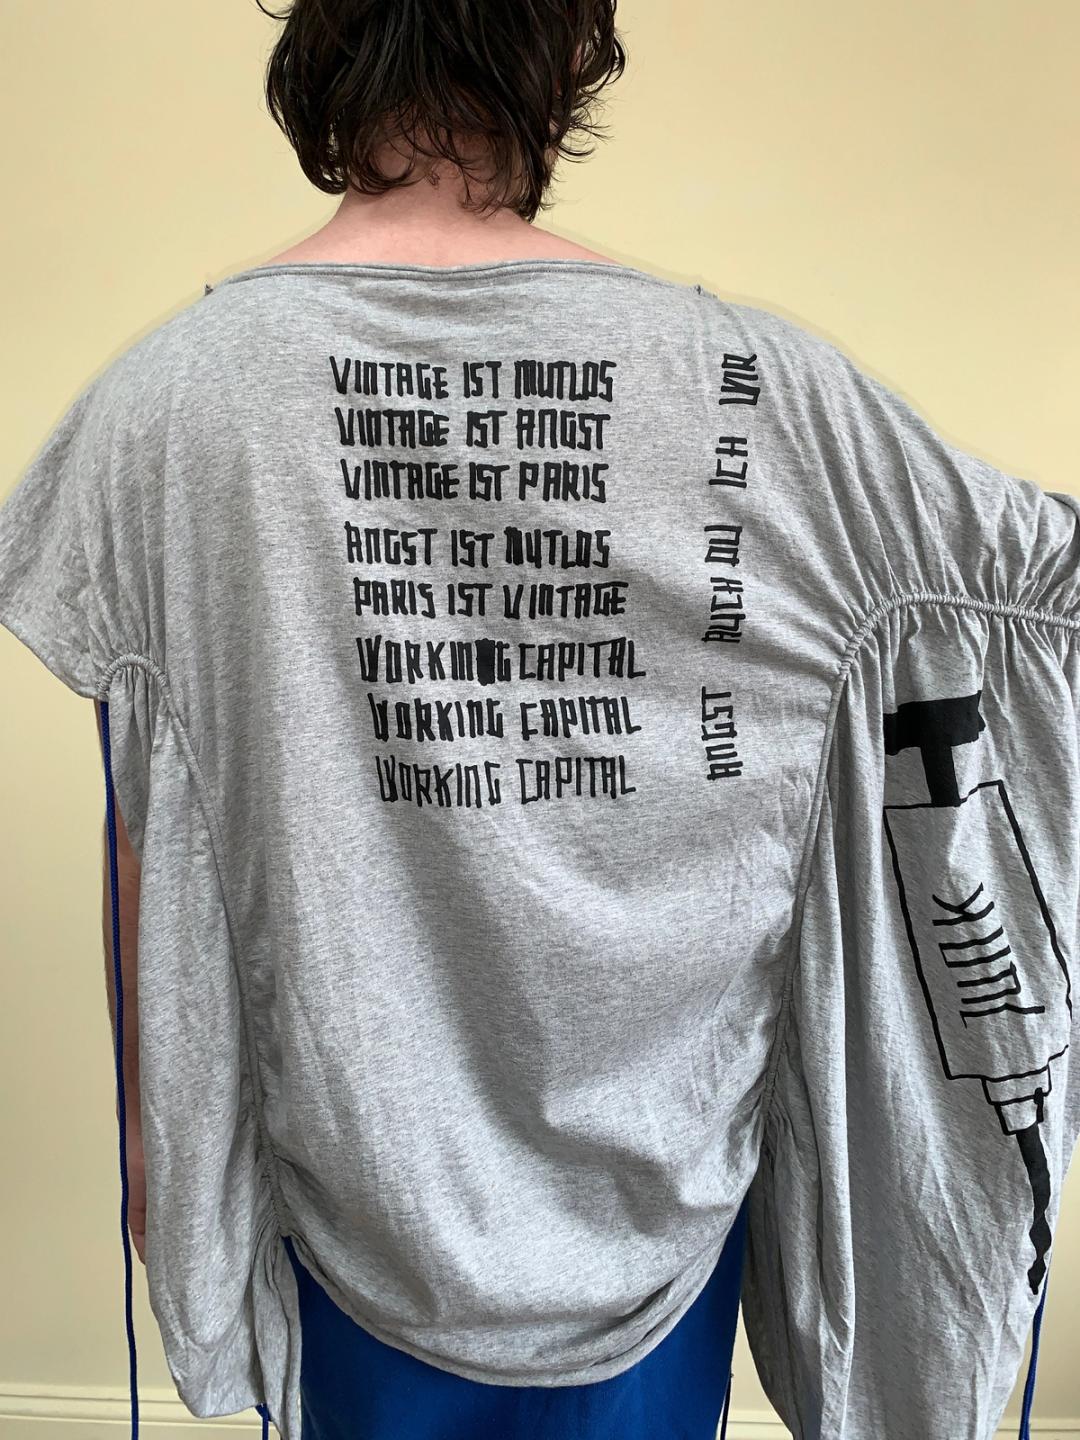 VINTAGE IST MUTLOS
VINTAGE IST ANGST
VINTAGE IST PARIS
ANGST IST MUTLOS
PARIS IST VINTAGE
WORKING CAPITAL
WORKING CAPITAL
WORKING CAPITAL
ANGST AUCH DU ICH WIR